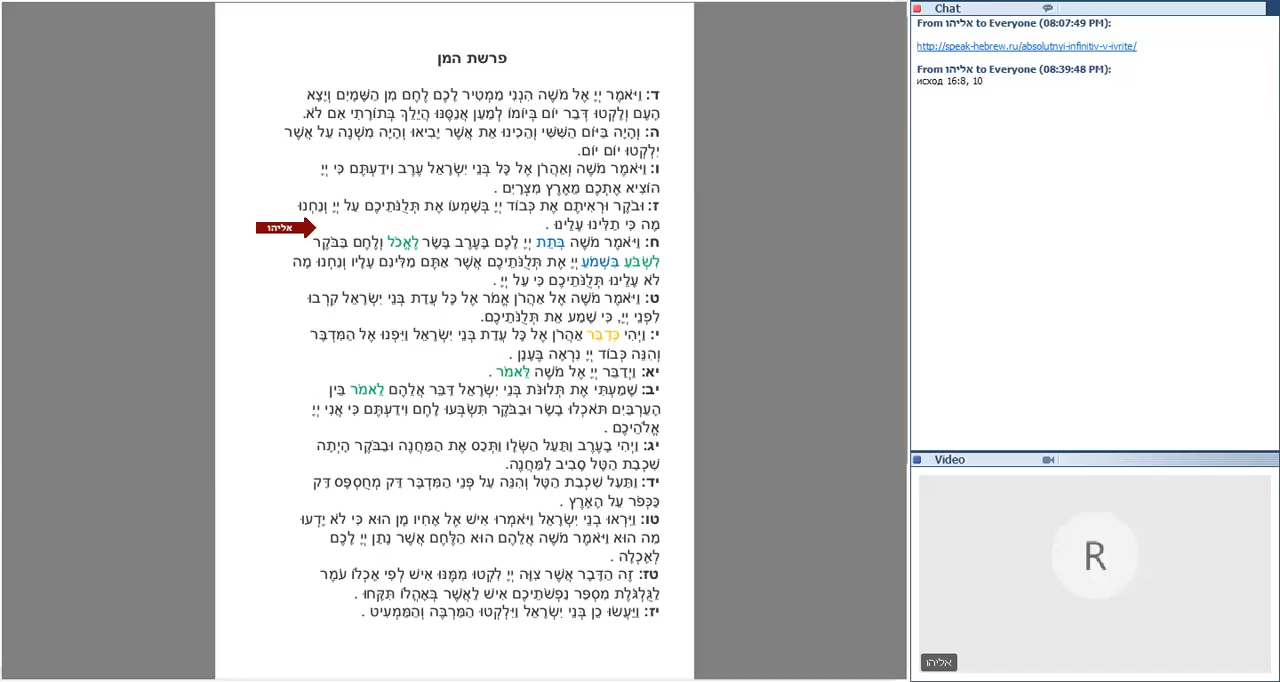 פרשת המן
ד: וַיֹּאמֶר יְיָ אֶל מֹשֶׁה הִנְנִי מַמְטִיר לָכֶם לֶחֶם מִן הַשָּׁמָיִם וְיָצָא
הָעָם וְלָקְטוּ דְּבַר יוֹם בְּיוֹמוֹ לְמַעַן אֲנַסֶּנּוּ הֲיֵלֵךְ בְּתוֹרָתִי אִם לֹא.
ה: וְהָיָה בַּיּוֹם הַשִּׁשִּׁי וְהֵכִינוּ אֵת אֲשֶׁר יָבִיאוּ וְהָיָה מִשְׁנֶה עַל אֲשֶׁר
יִלְקְטוּ יוֹם יוֹם.
ו: וַיֹּאמֶר מֹשֶׁה וְאַהֲרֹן אֶל כָּל בְּנֵי יִשְׂרָאֵל עֶרֶב וִידַעְתֶּם כִּי יְיָ
הוֹצִיא אֶתְכֶם מֵאֶרֶץ מִצְרָיִם .
ז: וּבֹקֶר וּרְאִיתֶם אֶת כְּבוֹד יְיָ בְּשָׁמְעוֹ אֶת תְּלֻנֹּתֵיכֶם עַל יְיָ וְנַחְנוּ
מָה כִּי תַלִּינוּ עָלֵינוּ .
אליהו
ח: וַיֹּאמֶר מֹשֶׁה בְּתֵת יְיָ לָכֶם בָּעֶרֶב בָּשָׂר לֶאֱכֹל וְלֶחֶם בַּבֹּקֶר
לִשְׂבֹּעַ בִּשְׁמֹעַ יְיָ אֶת תְּלֻנֹּתֵיכֶם אֲשֶׁר אַתֶּם מַלִּינִם עָלָיו וְנַחְנוּ מָה
לֹא עָלֵינוּ תְלֻנֹּתֵיכֶם כִּי עַל יְיָ .
ט: וַיֹּאמֶר מֹשֶׁה אֶל אַהֲרֹן אֱמֹר אֶל כָּל עֲדַת בְּנֵי יִשְׂרָאֵל קִרְבוּ
לִפְנֵי יְיָ, כִּי שָׁמַע אֵת תְּלֻנֹּתֵיכֶם.
י: וַיְהִי כְּדַבֵּר אַהֲרֹן אֶל כָּל עֲדַת בְּנֵי יִשְׂרָאֵל וַיִּפְנוּ אֶל הַמִּדְבָּר
וְהִנֵּה כְּבוֹד יְיָ נִרְאָה בֶּעָנָן .
יא: וַיְדַבֵּר יְיָ אֶל מֹשֶׁה לֵּאמֹר .
יב: שָׁמַעְתִּי אֶת תְּלוּנֹּת בְּנֵי יִשְׂרָאֵל דַּבֵּר אֲלֵהֶם לֵאמֹר בֵּין
הָעַרְבַּיִם תֹּאכְלוּ בָשָׂר וּבַבֹּקֶר תִּשְׂבְּעוּ לָחֶם וִידַעְתֶּם כִּי אֲנִי יְיָ
אֱלֹהֵיכֶם .
יג: וַיְהִי בָעֶרֶב וַתַּעַל הַשְּׂלָו וַתְּכַס אֶת הַמַּחֲנֶה וּבַבֹּקֶר הָיְתָה
שִׁכְבַת הַטַּל סָבִיב לַמַּחֲנֶה.
יד: וַתַּעַל שִׁכְבַת הַטָּל וְהִנֵּה עַל פְּנֵי הַמִּדְבָּר דַּק מְחֻסְפָּס דַּק
כַּכְּפֹר עַל הָאָרֶץ .
טו: וַיִּרְאוּ בְנֵי יִשְׂרָאֵל וַיֹּאמְרוּ אִישׁ אֶל אָחִיו מָן הוּא כִּי לֹא יָדְעוּ
מַה הוּא וַיֹּאמֶר מֹשֶׁה אֲלֵהֶם הוּא הַלֶּחֶם אֲשֶׁר נָתַן יְיָ לָכֶם
לְאָכְלָה .
טז: זֶה הַדָּבָר אֲשֶׁר צִוָּה יְיָ לִקְטוּ מִמֶּנּוּ אִישׁ לְפִי אָכְלוֹ עֹמֶר
לַגֻּלְגֹּלֶת מִסְפַּר נַפְשֹׁתֵיכֶם אִישׁ לַאֲשֶׁר בְּאָהֳלוֹ תִּקָּחוּ .
יז: וַיַּעֲשׂוּ כֵן בְּנֵי יִשְׂרָאֵל וַיִּלְקְטוּ הַמַּרְבֶּה וְהַמַּמְעִיט .
Chat
From אליהו to Everyone (08:07:49 PM):
http://speak-hebrew.ru/absolutnyi-infinitiv-v-ivrite/
From אליהו to Everyone (08:39:48 PM):
исход 16:8, 10
Video
R
אליהו